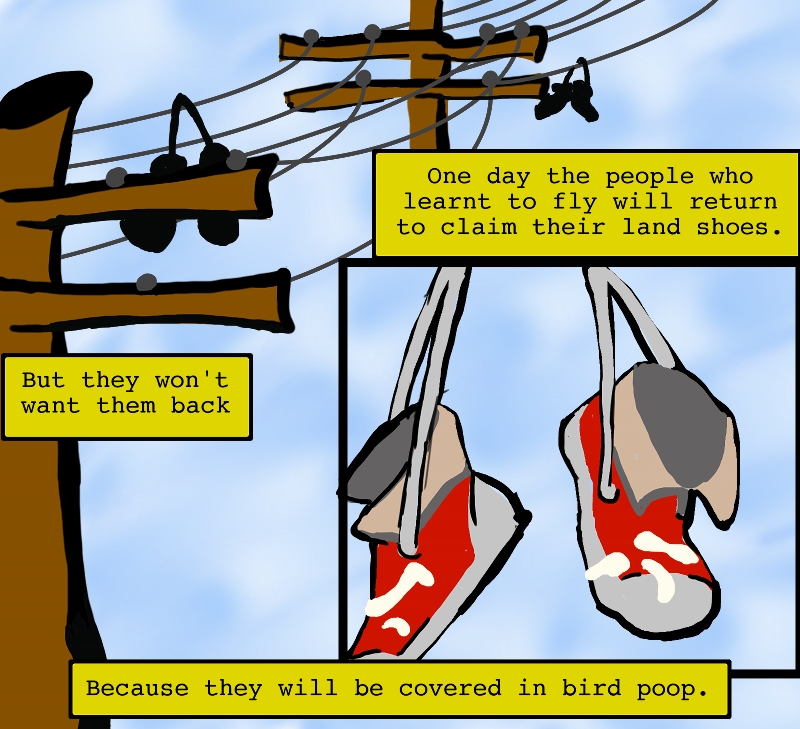 One day the people who
learnt to fly will return
to claim their land shoes.
But they won't
want them back
Because they will be covered in bird poop.